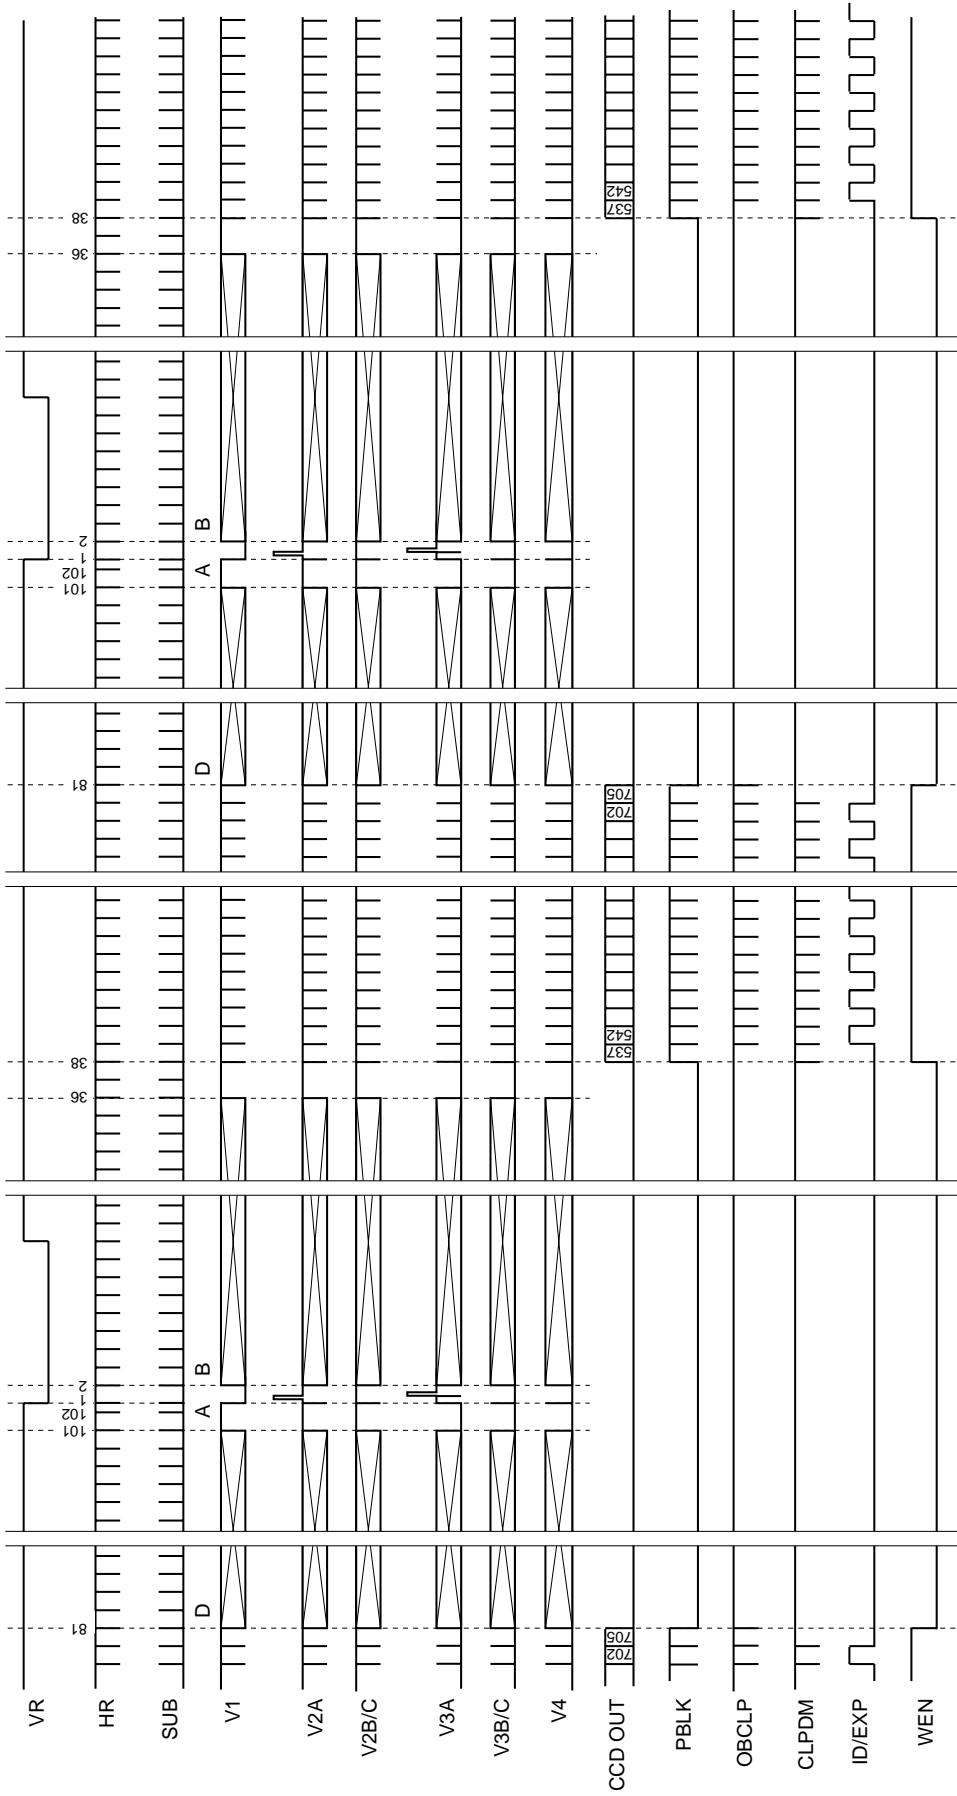 VR
81 101 102 1 2 36 38 81 101 102 1 2 36 38
HR
SUB
D A B D A B
V1
V2A
V2B/C
V3A
V3B/C
V4
CCD OUT 702 705 537 542 702 705 537 542
PBLK
OBCLP
CLPDM
ID/EXP
WEN